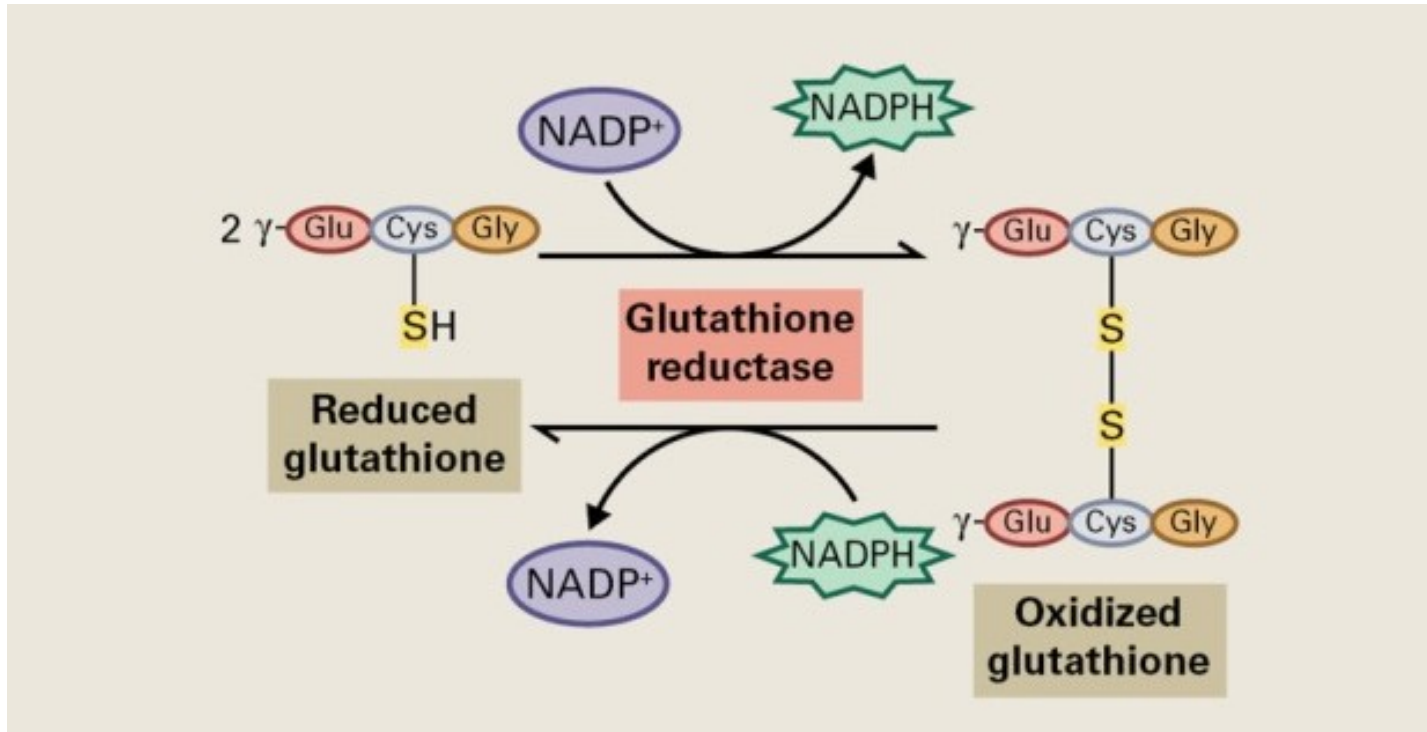 NADP⁺
NADPH
2 γ-Glu Cys Gly
γ-Glu Cys Gly
SH
Glutathione
reductase
S
Reduced
glutathione
S
NADP⁺
NADPH
γ-Glu Cys Gly
Oxidized
glutathione